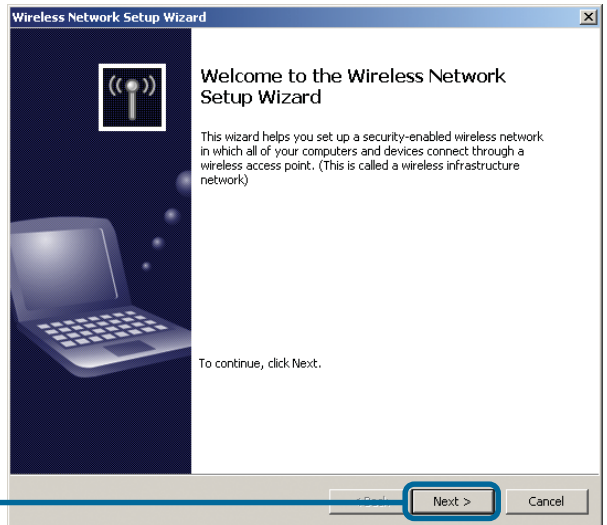 Wireless Network Setup Wizard
Welcome to the Wireless Network
Setup Wizard
This wizard helps you set up a security-enabled wireless network
in which all of your computers and devices connect through a
wireless access point. (This is called a wireless infrastructure
network)
To continue, click Next.
< Back Next > Cancel